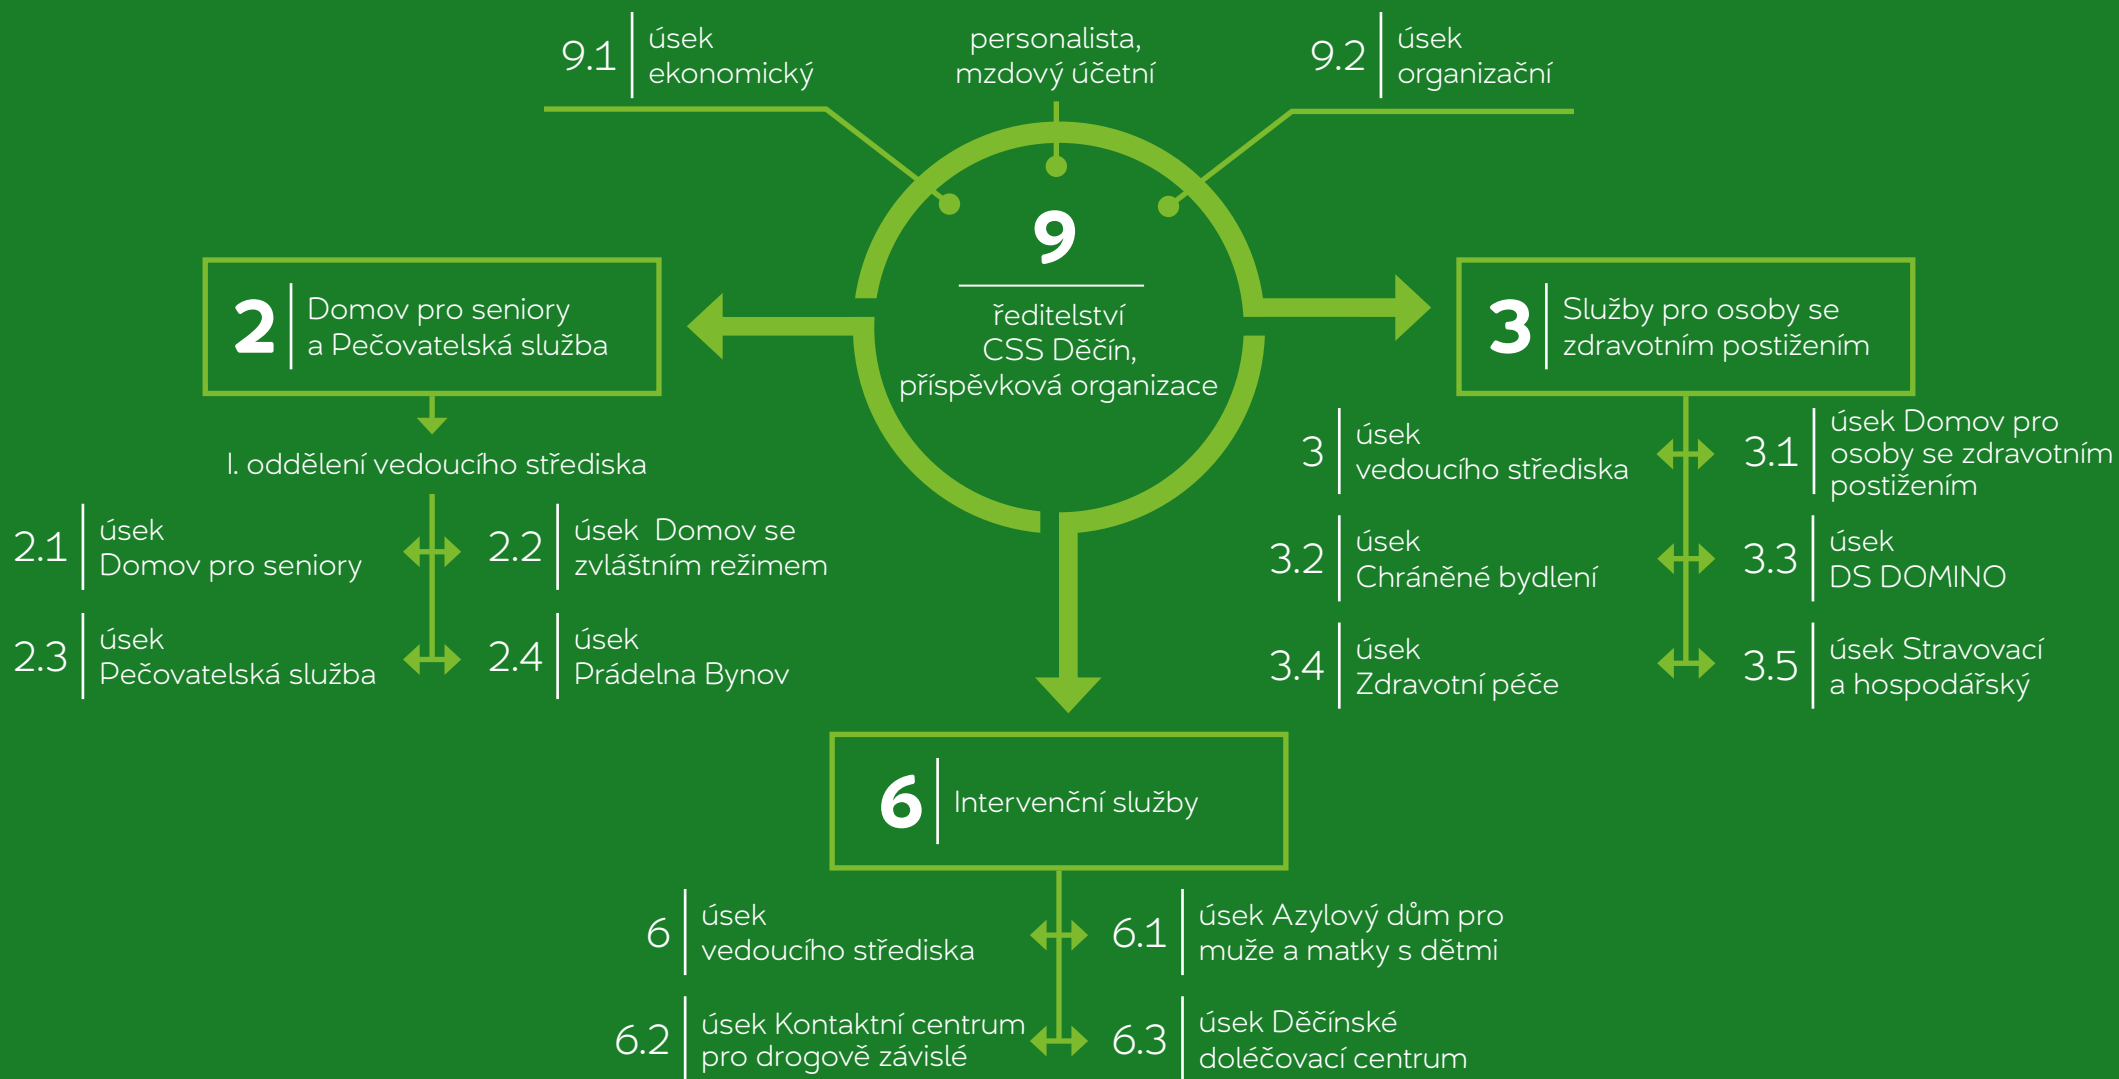 9.1
úsek
ekonomický
personalista,
mzdový účetní
9.2
úsek
organizační
9
ředitelství
CSS Děčín,
příspěvková organizace
2
Domov pro seniory
a Pečovatelská služba
I. oddělení vedoucího střediska
2.1
úsek
Domov pro seniory
2.2
úsek Domov se
zvláštním režimem
2.3
úsek
Pečovatelská služba
2.4
úsek
Prádelna Bynov
3
Služby pro osoby se
zdravotním postižením
3
úsek
vedoucího střediska
3.1
úsek Domov pro
osoby se zdravotním
postižením
3.2
úsek
Chráněné bydlení
3.3
úsek
DS DOMINO
3.4
úsek
Zdravotní péče
3.5
úsek Stravovací
a hospodářský
6
Intervenční služby
6
úsek
vedoucího střediska
6.1
úsek Azylový dům pro
muže a matky s dětmi
6.2
úsek Kontaktní centrum
pro drogově závislé
6.3
úsek Děčínské
doléčovací centrum